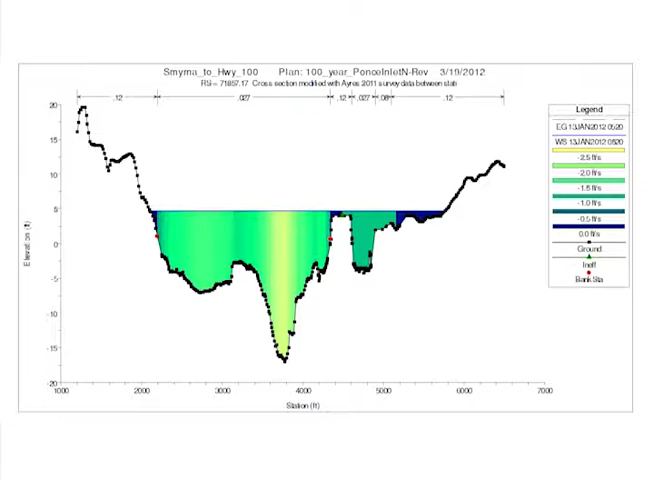 Smyrna_to_Hwy_100 Plan: 100_year_PonceInletN-Rev 3/19/2012
RS = 71857.17 Cross section modified with Ayres 2011 survey data between stati
.12 .027 .12 .027 .08 .12
Legend
EG 13JAN2012 0520
WS 13JAN2012 0520
-2.5 ft/s
-2.0 ft/s
-1.5 ft/s
-1.0 ft/s
-0.5 ft/s
0.0 ft/s
Ground
Ineff
Bank Sta
Elevation (ft)
20
15
10
5
0
-5
-10
-15
-20
1000 2000 3000 4000 5000 6000 7000
Station (ft)